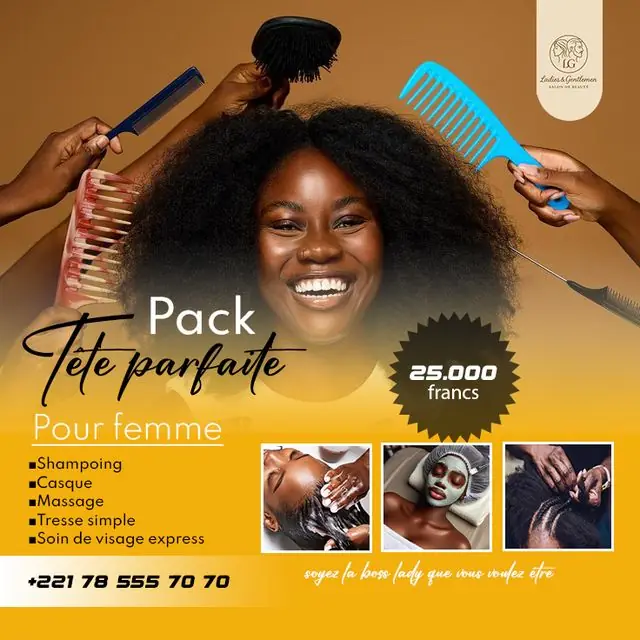 LG
Ladies & Gentlemen
SALON DE BEAUTÉ
Pack
Tête parfaite
25.000
francs
Pour femme
▪Shampoing
▪Casque
▪Massage
▪Tresse simple
▪Soin de visage express
+221 78 555 70 70
soyez la boss lady que vous voulez être